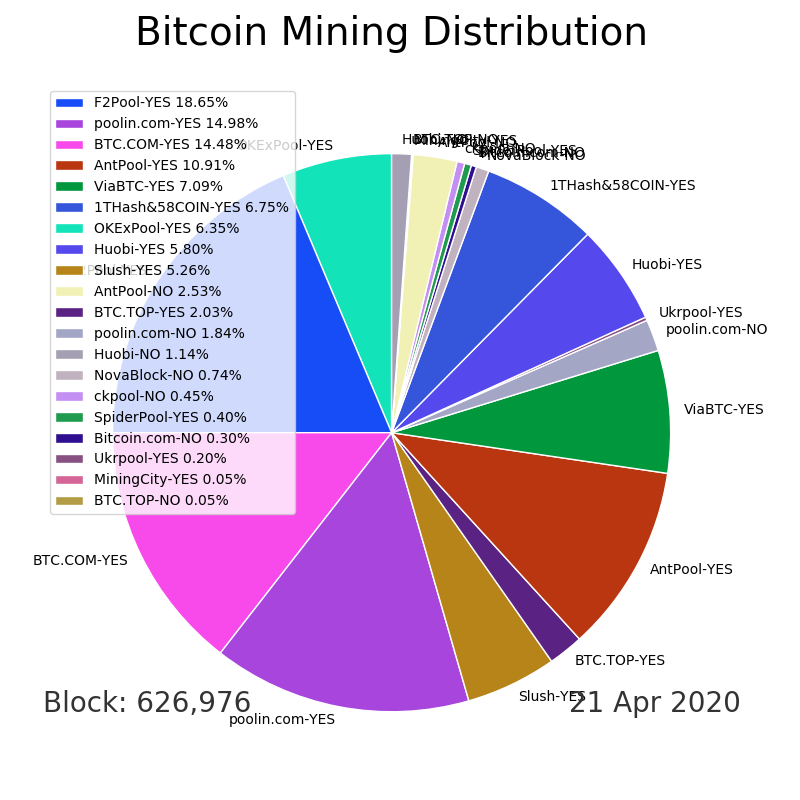 Bitcoin Mining Distribution
F2Pool-YES 18.65%
poolin.com-YES 14.98%
BTC.COM-YES 14.48%
AntPool-YES 10.91%
ViaBTC-YES 7.09%
1THash&58COIN-YES 6.75%
OKExPool-YES 6.35%
Huobi-YES 5.80%
Slush-YES 5.26%
AntPool-NO 2.53%
BTC.TOP-YES 2.03%
poolin.com-NO 1.84%
Huobi-NO 1.14%
NovaBlock-NO 0.74%
ckpool-NO 0.45%
SpiderPool-YES 0.40%
Bitcoin.com-NO 0.30%
Ukrpool-YES 0.20%
MiningCity-YES 0.05%
BTC.TOP-NO 0.05%
NovaBlock-NO
1THash&58COIN-YES
Huobi-YES
Ukrpool-YES
poolin.com-NO
ViaBTC-YES
AntPool-YES
BTC.TOP-YES
Slush-YES
poolin.com-YES
BTC.COM-YES
Block: 626,976
21 Apr 2020